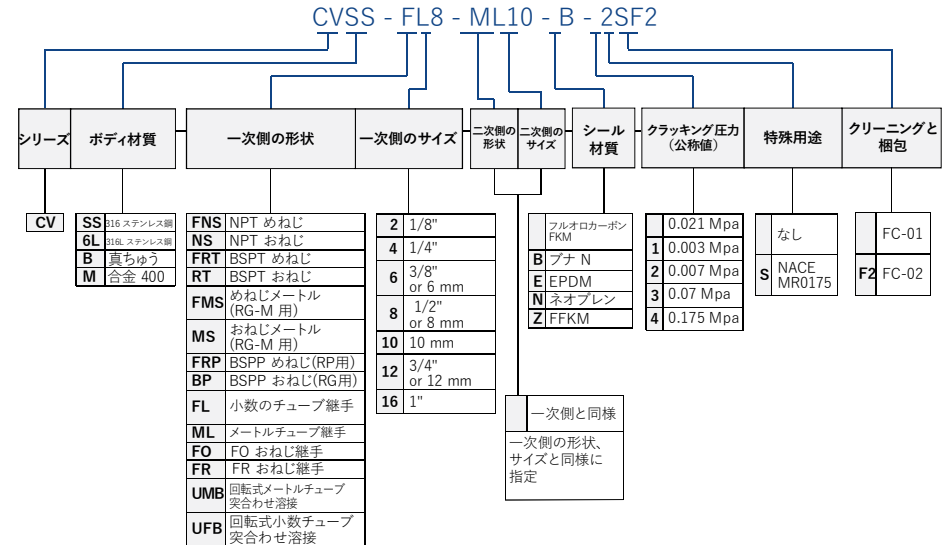 CVSS - FL8 - ML10 - B - 2SF2
シリーズ
ボディ材質
一次側の形状
一次側のサイズ
二次側の
形状
二次側の
サイズ
シール
材質
クラッキング圧力
（公称値）
特殊用途
クリーニングと
梱包
CV
SS 316 ステンレス鋼
6L 316L ステンレス鋼
B 真ちゅう
M 合金 400
FNS NPT めねじ
NS NPT おねじ
FRT BSPT めねじ
RT BSPT おねじ
FMS めねじメートル
(RG-M 用)
MS おねじメートル
(RG-M 用)
FRP BSPP めねじ(RP用)
BP BSPP おねじ(RG用)
FL 小数のチューブ継手
ML メートルチューブ継手
FO FO おねじ継手
FR FR おねじ継手
UMB 回転式メートルチューブ
突合わせ溶接
UFB 回転式小数チューブ
突合わせ溶接
2 1/8"
4 1/4"
6 3/8"
or 6 mm
8 1/2"
or 8 mm
10 10 mm
12 3/4"
or 12 mm
16 1"
一次側と同様
一次側の形状、
サイズと同様に
指定
フルオロカーボン
FKM
B ブナ N
E EPDM
N ネオプレン
Z FFKM
0.021 Mpa
1 0.003 Mpa
2 0.007 Mpa
3 0.07 Mpa
4 0.175 Mpa
なし
S NACE
MR0175
FC-01
F2 FC-02